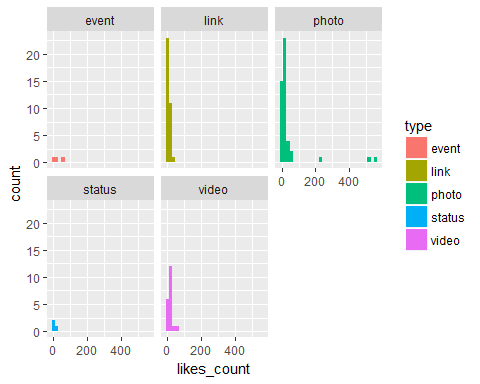 event link photo
20
15
10
5
0
0 200 400
status video
20
15
10
5
0
0 200 400 0 200 400
count
likes_count
type
event
link
photo
status
video